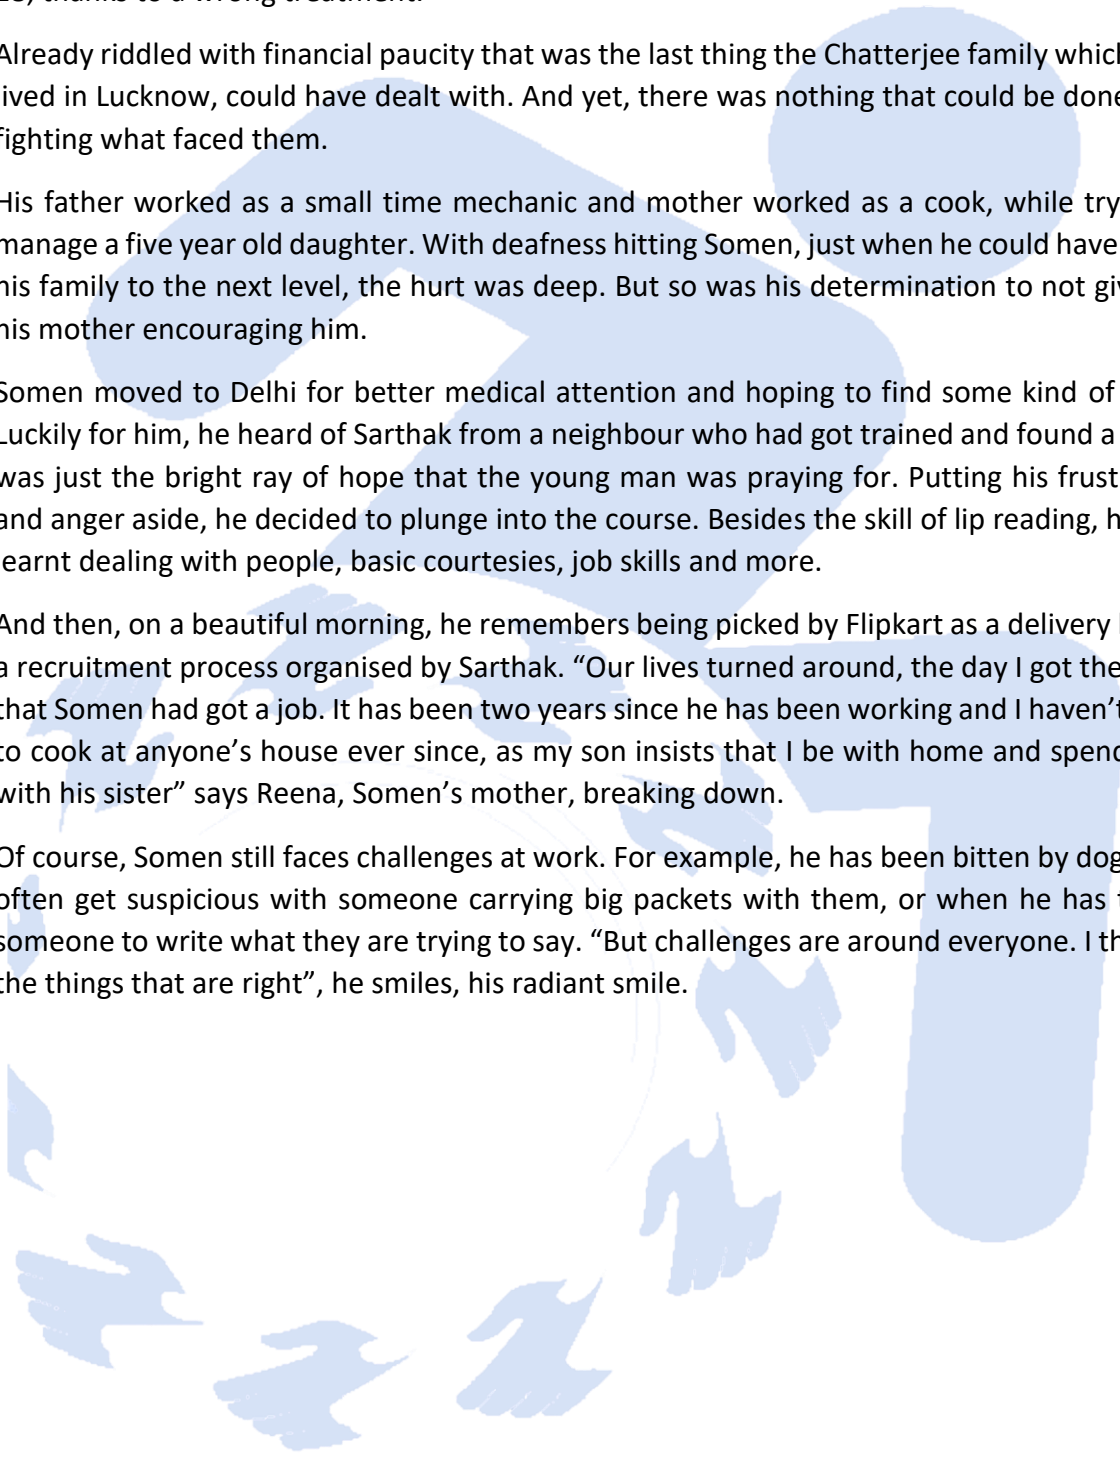 thanks to a wrong treatment.
Already riddled with financial paucity that was the last thing the Chatterjee family which
lived in Lucknow, could have dealt with. And yet, there was nothing that could be done
fighting what faced them.
His father worked as a small time mechanic and mother worked as a cook, while try
manage a five year old daughter. With deafness hitting Somen, just when he could have
his family to the next level, the hurt was deep. But so was his determination to not giv
his mother encouraging him.
Somen moved to Delhi for better medical attention and hoping to find some kind of
Luckily for him, he heard of Sarthak from a neighbour who had got trained and found a
was just the bright ray of hope that the young man was praying for. Putting his frust
and anger aside, he decided to plunge into the course. Besides the skill of lip reading, h
learnt dealing with people, basic courtesies, job skills and more.
And then, on a beautiful morning, he remembers being picked by Flipkart as a delivery
a recruitment process organised by Sarthak. “Our lives turned around, the day I got the
that Somen had got a job. It has been two years since he has been working and I haven’t
to cook at anyone’s house ever since, as my son insists that I be with home and spend
with his sister” says Reena, Somen’s mother, breaking down.
Of course, Somen still faces challenges at work. For example, he has been bitten by dog
often get suspicious with someone carrying big packets with them, or when he has
someone to write what they are trying to say. “But challenges are around everyone. I th
the things that are right”, he smiles, his radiant smile.